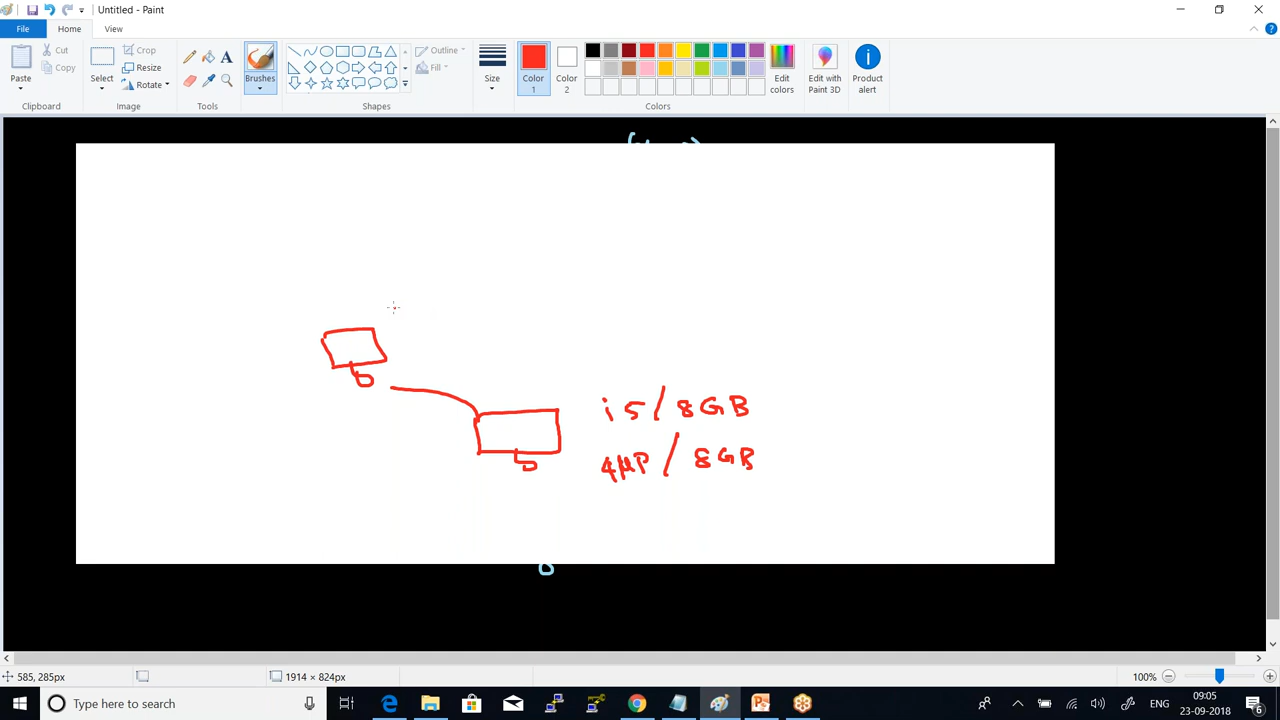 Untitled - Paint
File Home View
Paste
Cut
Copy
Clipboard
Select
Crop
Resize
Rotate
Image
A
Tools
Brushes
Outline
Fill
Shapes
Size
Color 1
Color 2
Edit colors
Colors
Edit with Paint 3D
Product alert
i5/8GB
4μP/8GB
585, 285px
1914 × 824px
100%
Type here to search
ENG
09:05
23-09-2018
6